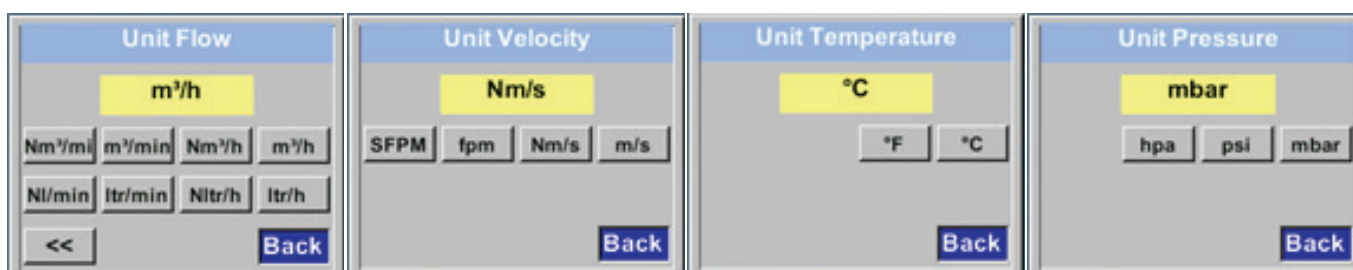 Unit Flow
m³/h
Nm³/mi m³/min Nm³/h m³/h
Nl/min ltr/min Nltr/h ltr/h
<< Back
Unit Velocity
Nm/s
SFPM fpm Nm/s m/s
Back
Unit Temperature
°C
°F °C
Back
Unit Pressure
mbar
hpa psi mbar
Back